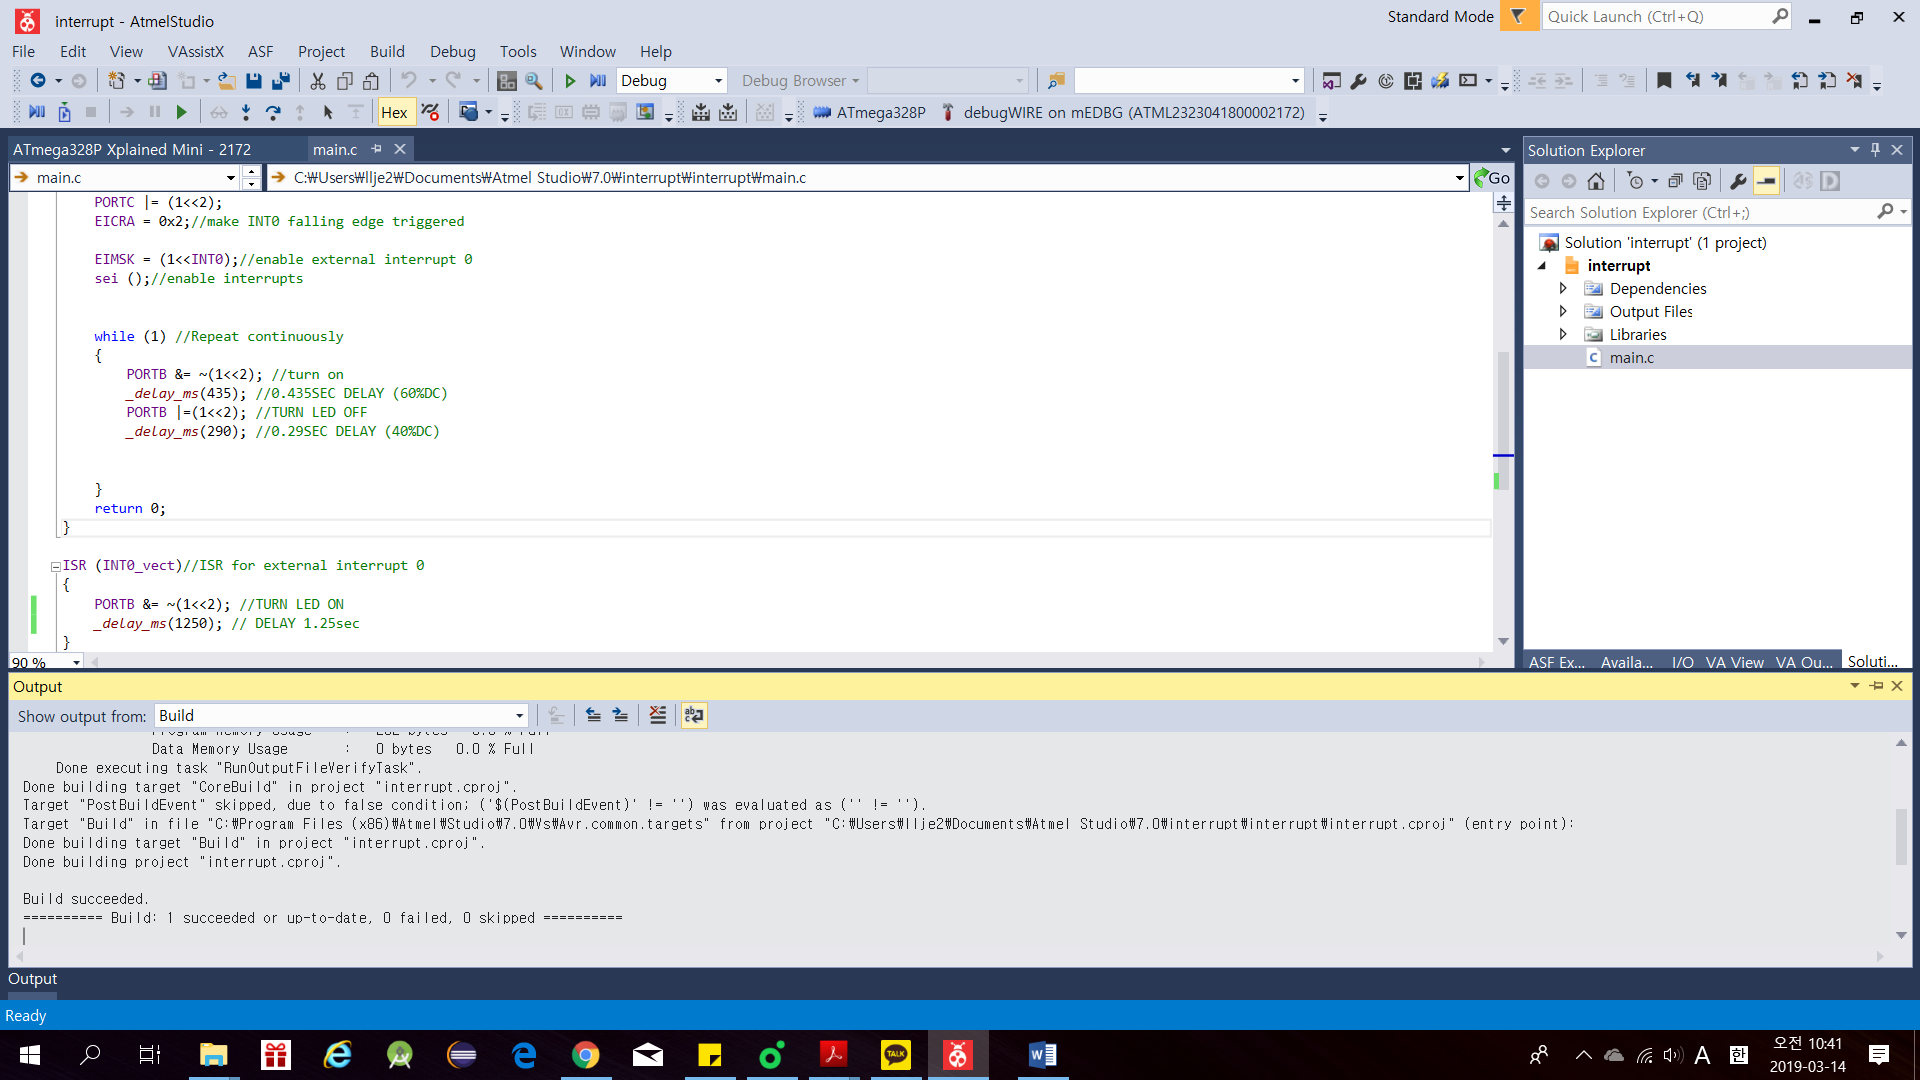 interrupt - AtmelStudio
Standard Mode
Quick Launch (Ctrl+Q)
File Edit View VAssistX ASF Project Build Debug Tools Window Help
Debug
Debug Browser
Hex
ATmega328P
debugWIRE on mEDBG (ATML2323041800002172)
ATmega328P Xplained Mini - 2172
main.c
main.c
C:₩Users₩llje2₩Documents₩Atmel Studio₩7.0₩interrupt₩interrupt₩main.c
Go
PORTC |= (1<<2);
EICRA = 0x2;//make INT0 falling edge triggered
EIMSK = (1<<INT0);//enable external interrupt 0
sei ();//enable interrupts
while (1) //Repeat continuously
{
PORTB &= ~(1<<2); //turn on
_delay_ms(435); //0.435SEC DELAY (60%DC)
PORTB |=(1<<2); //TURN LED OFF
_delay_ms(290); //0.29SEC DELAY (40%DC)
}
return 0;
}
ISR (INT0_vect)//ISR for external interrupt 0
{
PORTB &= ~(1<<2); //TURN LED ON
_delay_ms(1250); // DELAY 1.25sec
}
90 %
Solution Explorer
Search Solution Explorer (Ctrl+;)
Solution 'interrupt' (1 project)
interrupt
Dependencies
Output Files
Libraries
main.c
ASF Ex... Availa... I/O VA View VA Ou... Soluti...
Output
Show output from: Build
Program Memory Usage
Data Memory Usage : 0 bytes 0.0 % Full
Done executing task "RunOutputFileVerifyTask".
Done building target "CoreBuild" in project "interrupt.cproj".
Target "PostBuildEvent" skipped, due to false condition; ('$(PostBuildEvent)' != '') was evaluated as ('' != '').
Target "Build" in file "C:₩Program Files (x86)₩Atmel₩Studio₩7.0₩Vs₩Avr.common.targets" from project "C:₩Users₩llje2₩Documents₩Atmel Studio₩7.0₩interrupt₩interrupt₩interrupt.cproj" (entry point):
Done building target "Build" in project "interrupt.cproj".
Done building project "interrupt.cproj".
Build succeeded.
========== Build: 1 succeeded or up-to-date, 0 failed, 0 skipped ==========
Output
Ready
TALK
A
한
오전 10:41
2019-03-14